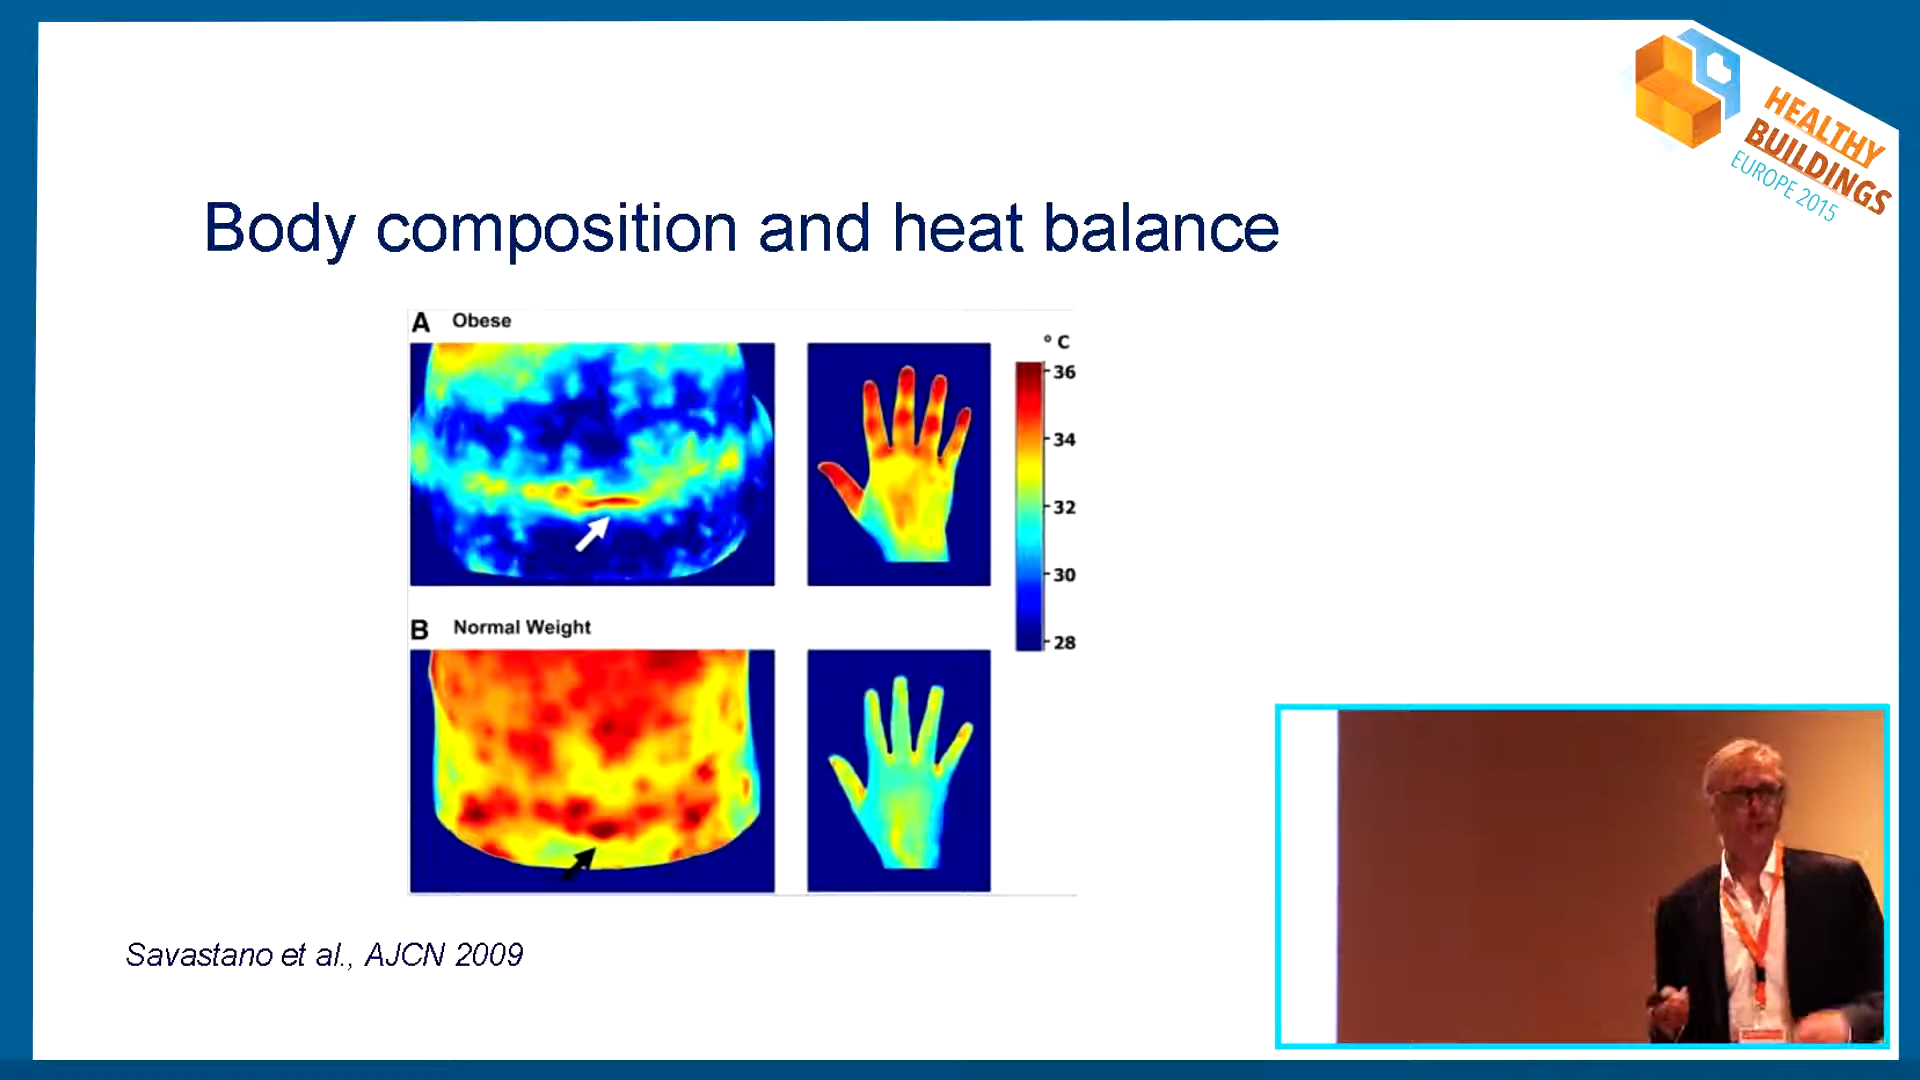 HEALTHY
BUILDINGS
EUROPE 2015
Body composition and heat balance
A Obese
° C
36
34
32
30
28
B Normal Weight
Savastano et al., AJCN 2009